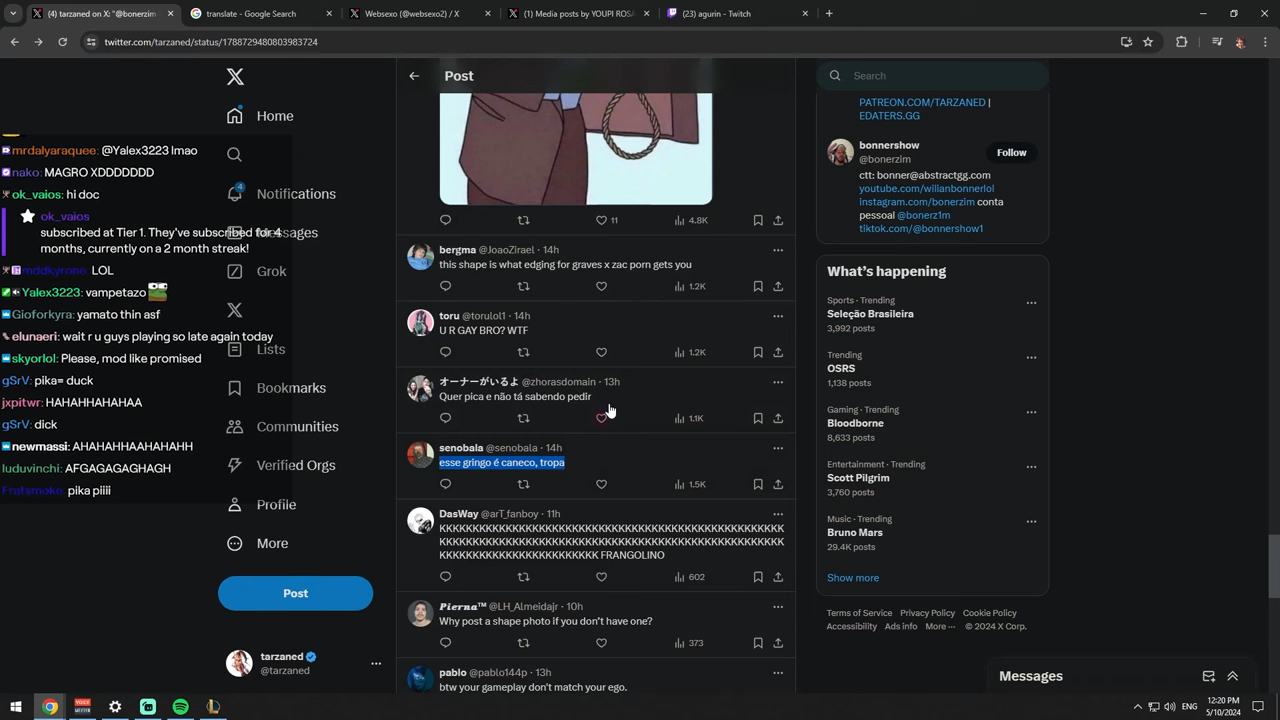 (4) tarzaned on X: "@bonerzim
translate - Google Search
Websexo (@websexo2) / X
(1) Media posts by YOUPI ROSA
(23) agurin - Twitch
twitter.com/tarzaned/status/1788729480803983724
Home
Notifications
Messages
Grok
Lists
Bookmarks
Communities
Verified Orgs
Profile
More
Post
tarzaned
@tarzaned
mrdalyaraquee: @Yalex3223 lmao
nako: MAGRO XDDDDDDD
ok_vaios: hi doc
ok_vaios
subscribed at Tier 1. They've subscribed for 4
months, currently on a 2 month streak!
mddkyrone: LOL
Yalex3223: vampetazo
Gioforkyra: yamato thin asf
elunaeri: wait r u guys playing so late again today
skyorlol: Please, mod like promised
gSrV: pika= duck
jxpitwr: HAHAHHAHAHAA
gSrV: dick
newmassi: AHAHAHHAAHAHAHH
luduvinchi: AFGAGAGAGHAGH
Fratsmoke: pika piiii
Post
11
4.8K
bergma @JoaoZirael · 14h
this shape is what edging for graves x zac porn gets you
1.2K
toru @torulol1 · 14h
U R GAY BRO? WTF
1.2K
オーナーがいるよ @zhorasdomain · 13h
Quer pica e não tá sabendo pedir
1.1K
senobala @senobala · 14h
esse gringo é caneco, tropa
1.5K
DasWay @arT_fanboy · 11h
KKKKKKKKKKKKKKKKKKKKKKKKKKKKKKKKKKKKKKKKKKKKKKKKKKKKK
KKKKKKKKKKKKKKKKKKKKKKKKKKKKKKKKKKKKKKKKKKKKKKKKKKKKK
KKKKKKKKKKKKKKKKKKKKKKKK FRANGOLINO
602
Pierna™ @LH_Almeidajr · 10h
Why post a shape photo if you don't have one?
373
pablo @pablo144p · 13h
btw your gameplay don't match your ego.
Search
PATREON.COM/TARZANED |
EDATERS.GG
bonnershow
@bonerzim
Follow
ctt: bonner@abstractgg.com
youtube.com/wilianbonnerlol
instagram.com/bonerzim conta
pessoal @bonerz1m
tiktok.com/@bonnershow1
What's happening
Sports · Trending
Seleção Brasileira
3,992 posts
Trending
OSRS
1,138 posts
Gaming · Trending
Bloodborne
8,633 posts
Entertainment · Trending
Scott Pilgrim
3,760 posts
Music · Trending
Bruno Mars
29.4K posts
Show more
Terms of Service Privacy Policy Cookie Policy
Accessibility Ads info More ··· © 2024 X Corp.
Messages
ENG
12:20 PM
5/10/2024